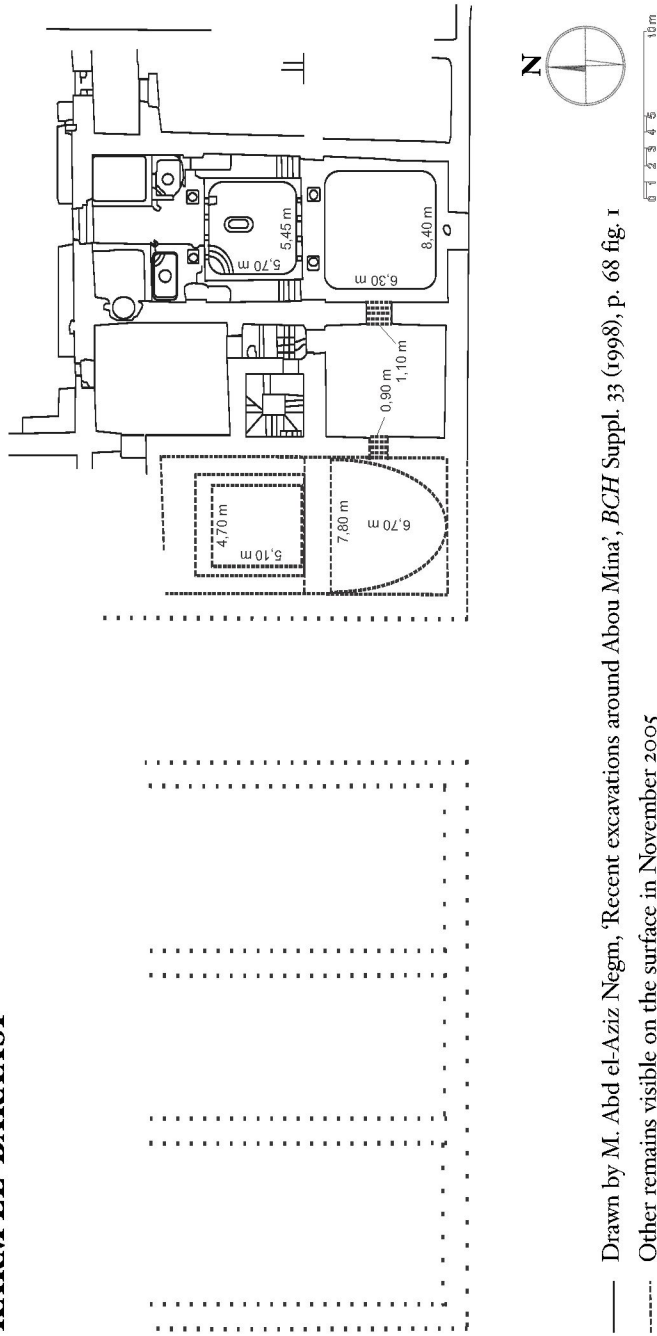 N
5,70 m
5,45 m
6,30 m
8,40 m
0,90 m
1,10 m
4,70 m
5,10 m
7,80 m
6,70 m
0 1 2 3 4 5 10 m
Drawn by M. Abd el-Aziz Negm, 'Recent excavations around Abou Mina', BCH Suppl. 33 (1998), p. 68 fig. 1
Other remains visible on the surface in November 2005